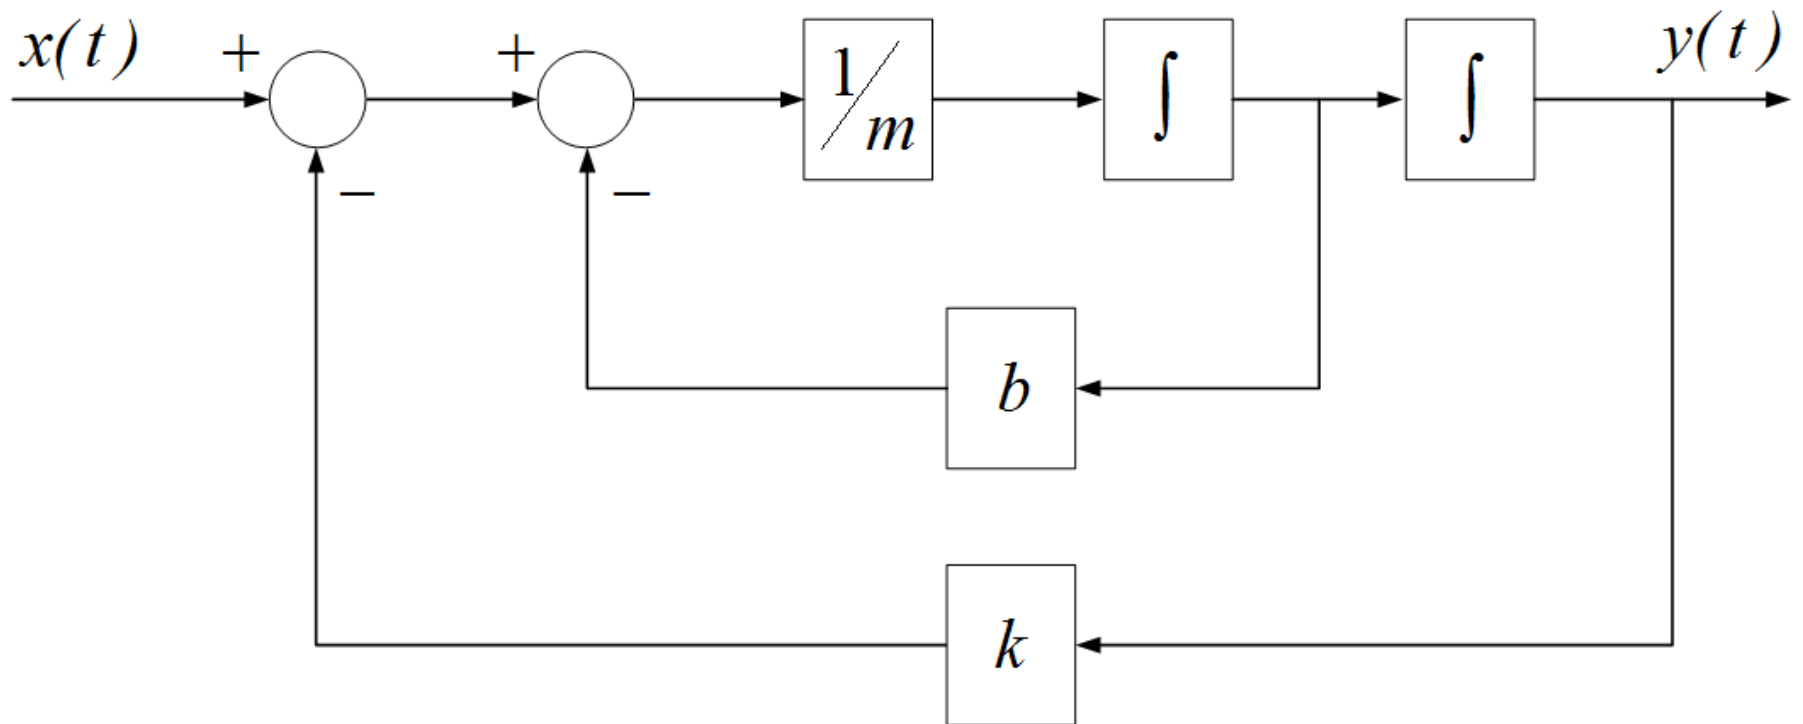 x(t) + + 1/m ∫ ∫ y(t)
− −
b
k